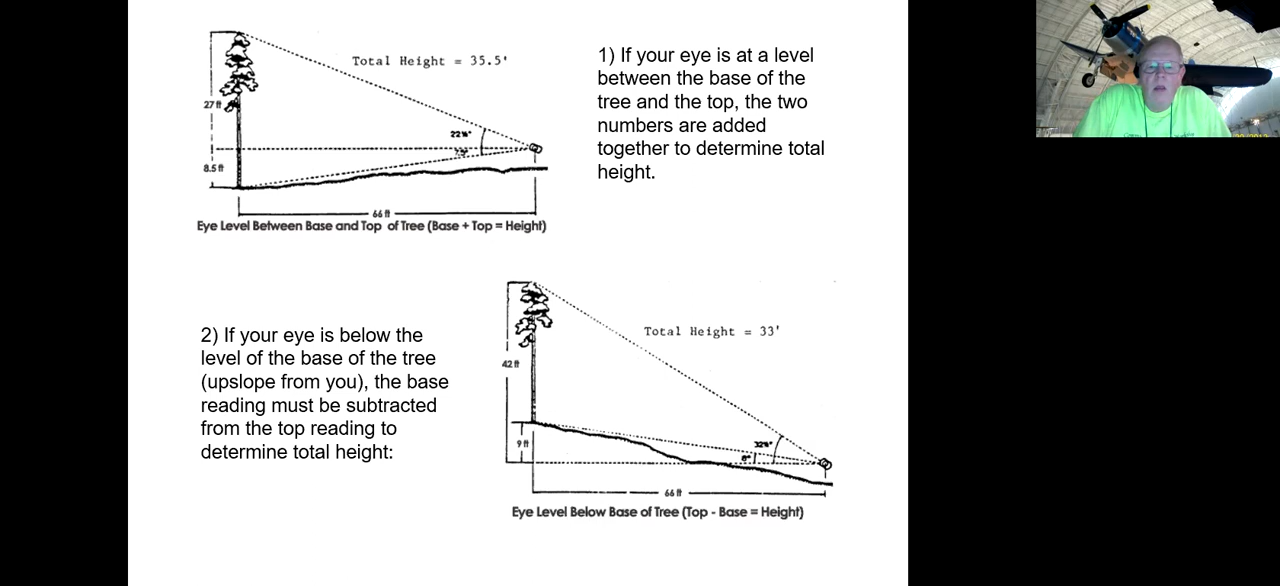 Total Height = 35.5'
27 ft
22¼°
8.5 ft
66 ft
Eye Level Between Base and Top of Tree (Base + Top = Height)
1) If your eye is at a level
between the base of the
tree and the top, the two
numbers are added
together to determine total
height.
2) If your eye is below the
level of the base of the tree
(upslope from you), the base
reading must be subtracted
from the top reading to
determine total height:
Total Height = 33'
42 ft
9 ft
8°
66 ft
Eye Level Below Base of Tree (Top - Base = Height)